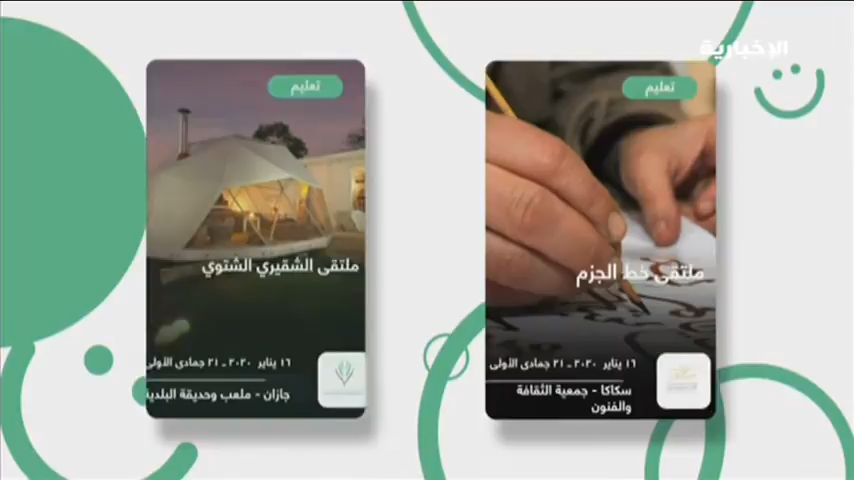 الإخبارية
تعليم
ملتقى خط الجزم
١٦ يناير ٢٠٢٠ - ٢١ جمادى الأولى
سكاكا - جمعية الثقافة
والفنون
تعليم
ملتقى الشقيري الشتوي
١٦ يناير ٢٠٢٠ - ٢١ جمادى الأولى
جازان - ملعب وحديقة البلدية